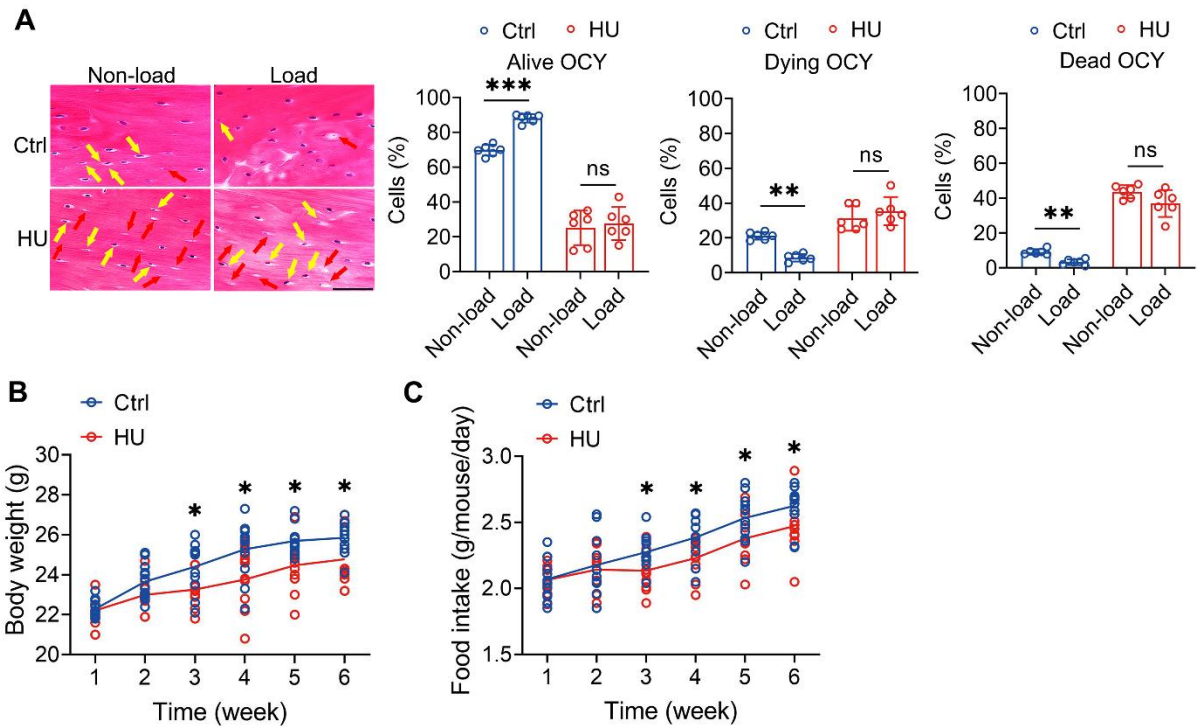 A
Non-load Load
Ctrl
HU
Ctrl HU
Alive OCY
***
ns
Cells (%)
100
80
60
40
20
0
Non-load Load Non-load Load
Ctrl HU
Dying OCY
**
ns
Cells (%)
100
80
60
40
20
0
Non-load Load Non-load Load
Ctrl HU
Dead OCY
**
ns
Cells (%)
100
80
60
40
20
0
Non-load Load Non-load Load
B
Ctrl
HU
Body weight (g)
30
28
26
24
22
20
* * * *
1 2 3 4 5 6
Time (week)
C
Ctrl
HU
Food intake (g/mouse/day)
3.0
2.5
2.0
1.5
* * * *
1 2 3 4 5 6
Time (week)